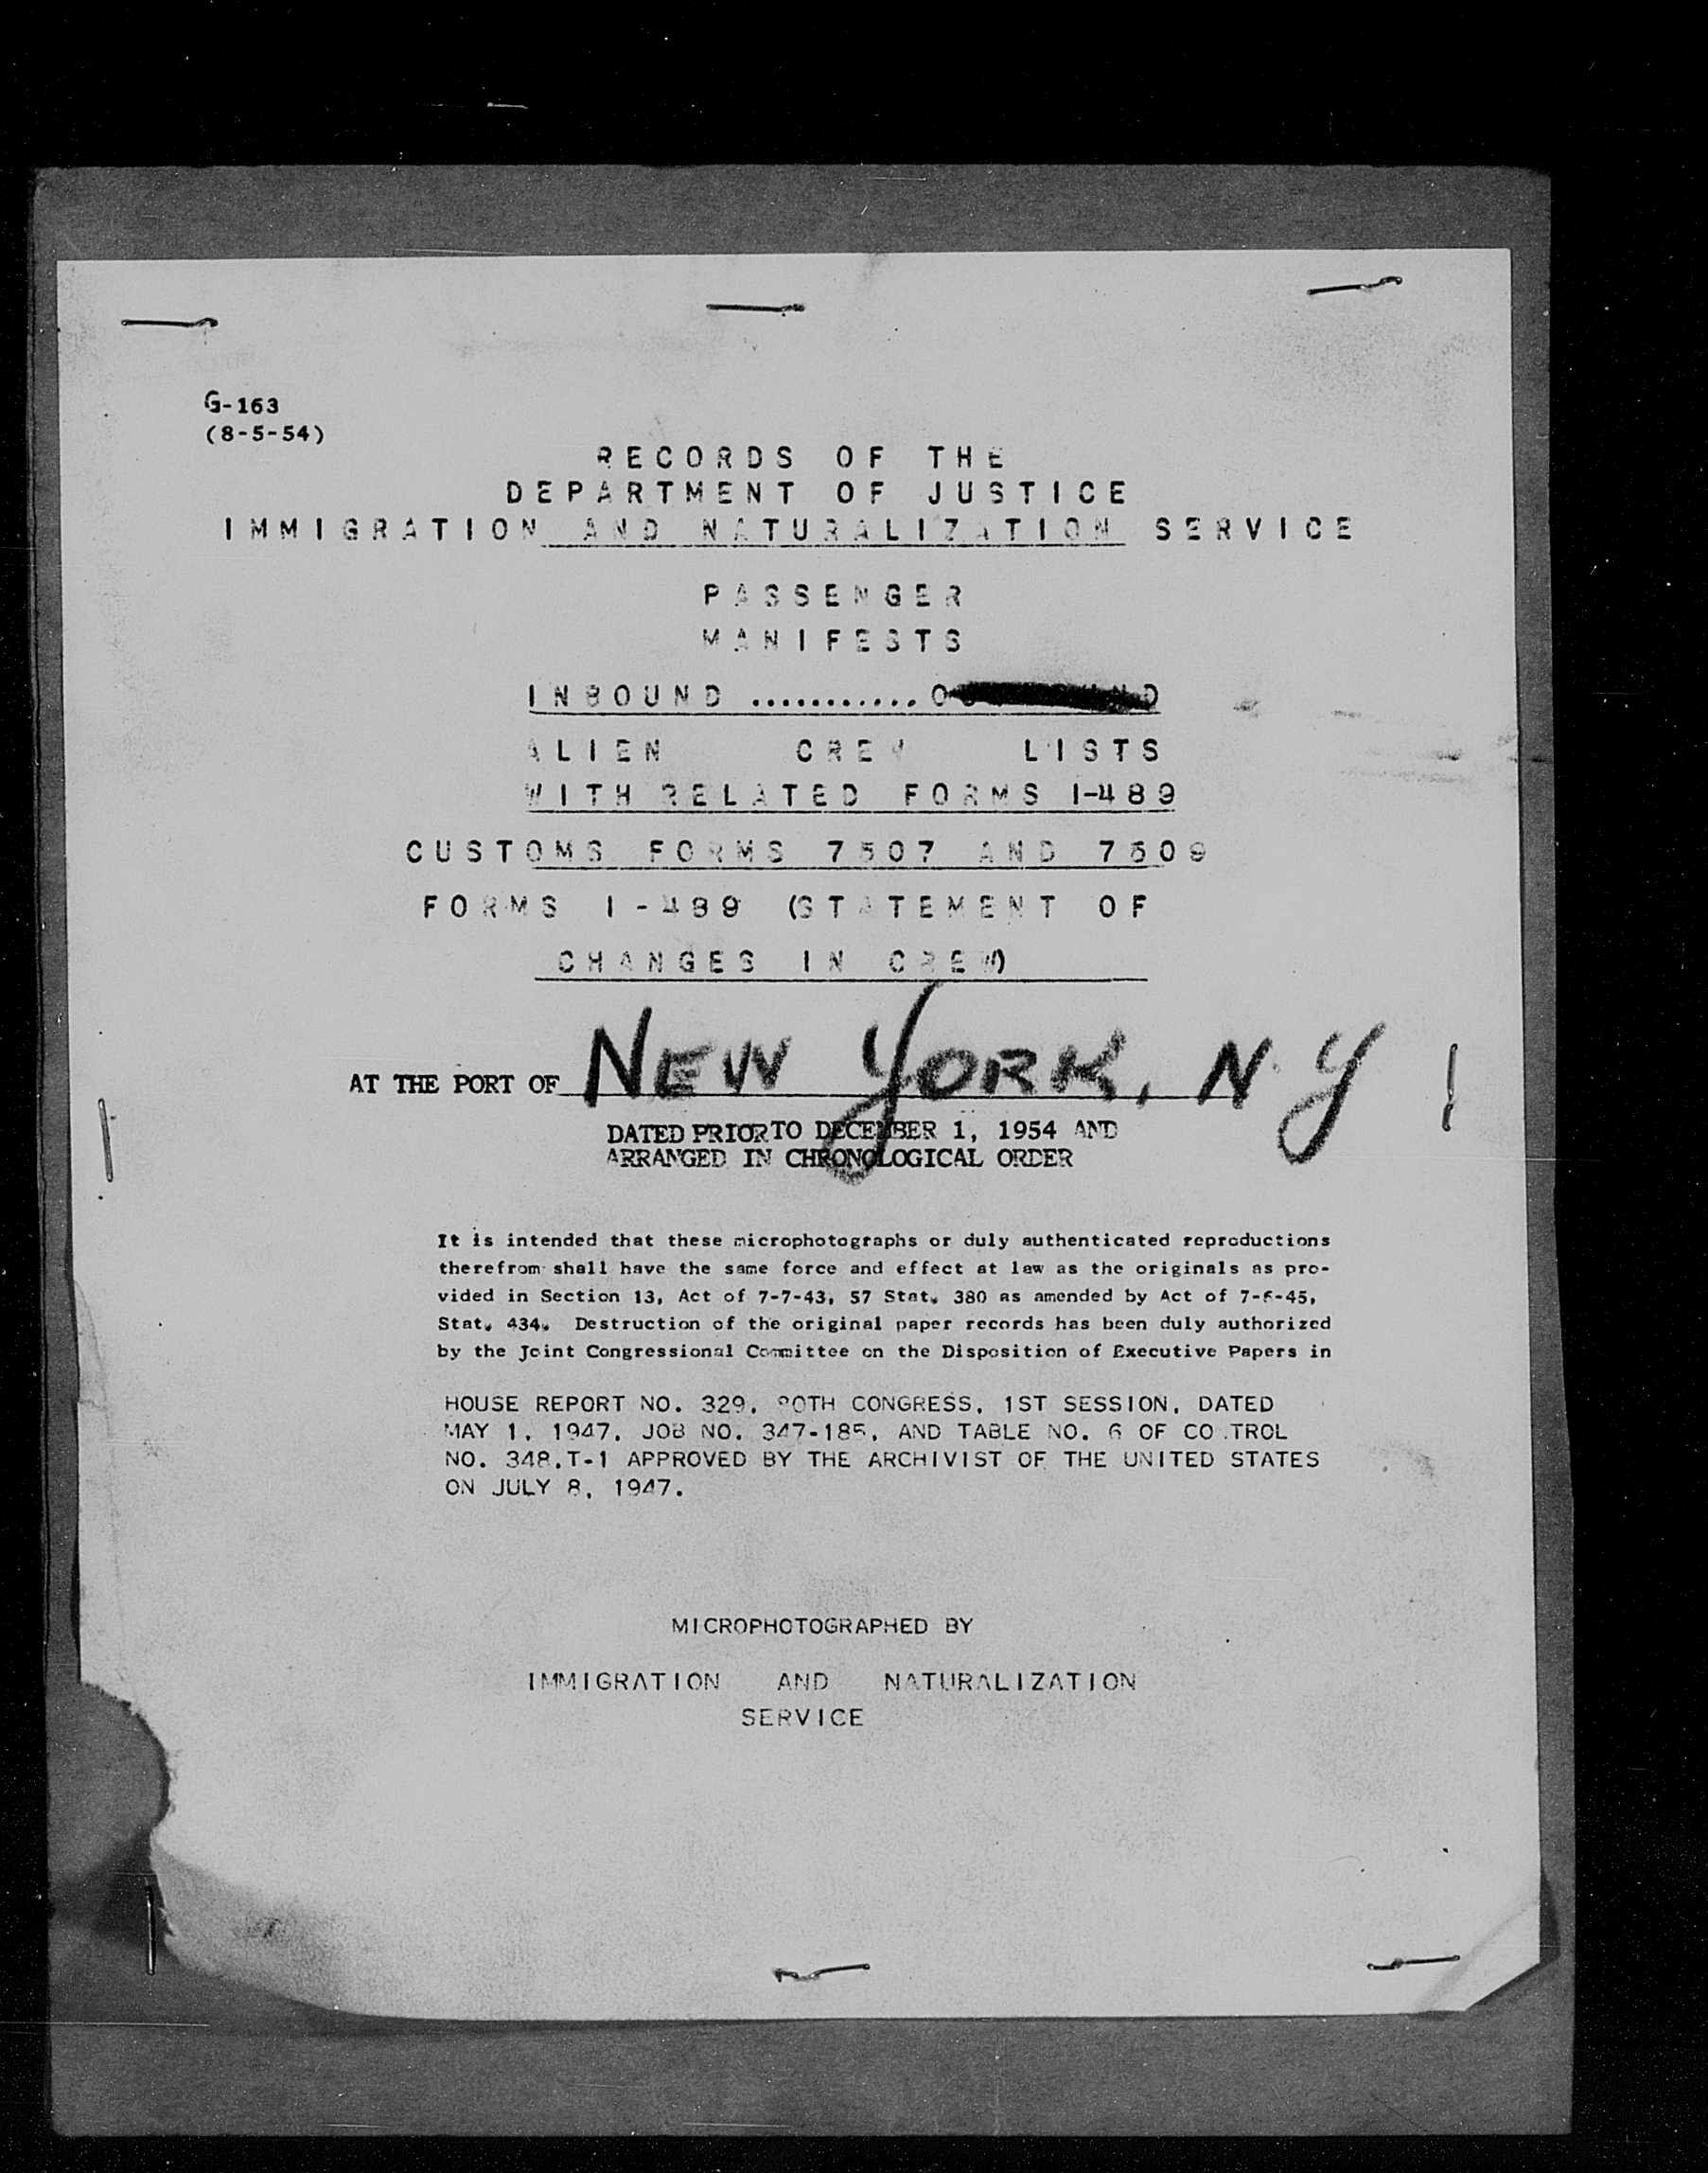 G-163
(8-5-54)
RECORDS OF THE
DEPARTMENT OF JUSTICE
IMMIGRATION AND NATURALIZATION SERVICE
PASSENGER
MANIFESTS
INBOUND ...........
ALIEN CREW LISTS
WITH RELATED FORMS I-489
CUSTOMS FORMS 7507 AND 7509
FORMS I-489 (STATEMENT OF
CHANGES IN CREW)
AT THE PORT OF NEW YORK, N.Y
DATED PRIOR TO DECEMBER 1, 1954 AND
ARRANGED IN CHRONOLOGICAL ORDER
It is intended that these microphotographs or duly authenticated reproductions
therefrom shall have the same force and effect at law as the originals as pro-
vided in Section 13, Act of 7-7-43, 57 Stat. 380 as amended by Act of 7-6-45,
Stat. 434. Destruction of the original paper records has been duly authorized
by the Joint Congressional Committee on the Disposition of Executive Papers in
HOUSE REPORT NO. 329, 80TH CONGRESS, 1ST SESSION, DATED
MAY 1, 1947, JOB NO. 347-185, AND TABLE NO. 6 OF CO.TROL
NO. 348.T-1 APPROVED BY THE ARCHIVIST OF THE UNITED STATES
ON JULY 8, 1947.
MICROPHOTOGRAPHED BY
IMMIGRATION AND NATURALIZATION
SERVICE